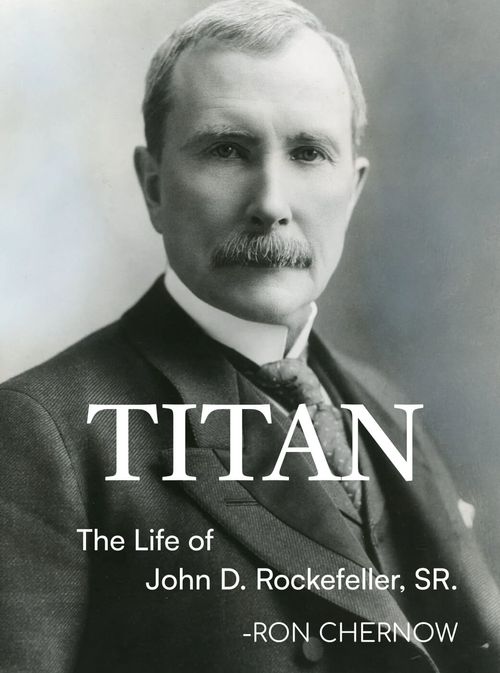 TITAN
The Life of
John D. Rockefeller, SR.
-RON CHERNOW